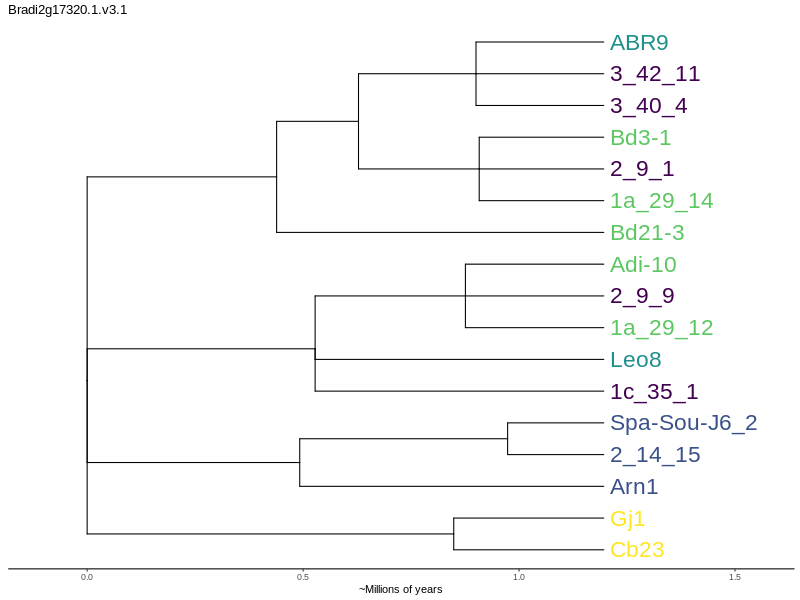 Bradi2g17320.1.v3.1
ABR9
3_42_11
3_40_4
Bd3-1
2_9_1
1a_29_14
Bd21-3
Adi-10
2_9_9
1a_29_12
Leo8
1c_35_1
Spa-Sou-J6_2
2_14_15
Arn1
Gj1
Cb23
0.0 0.5 1.0 1.5
~Millions of years